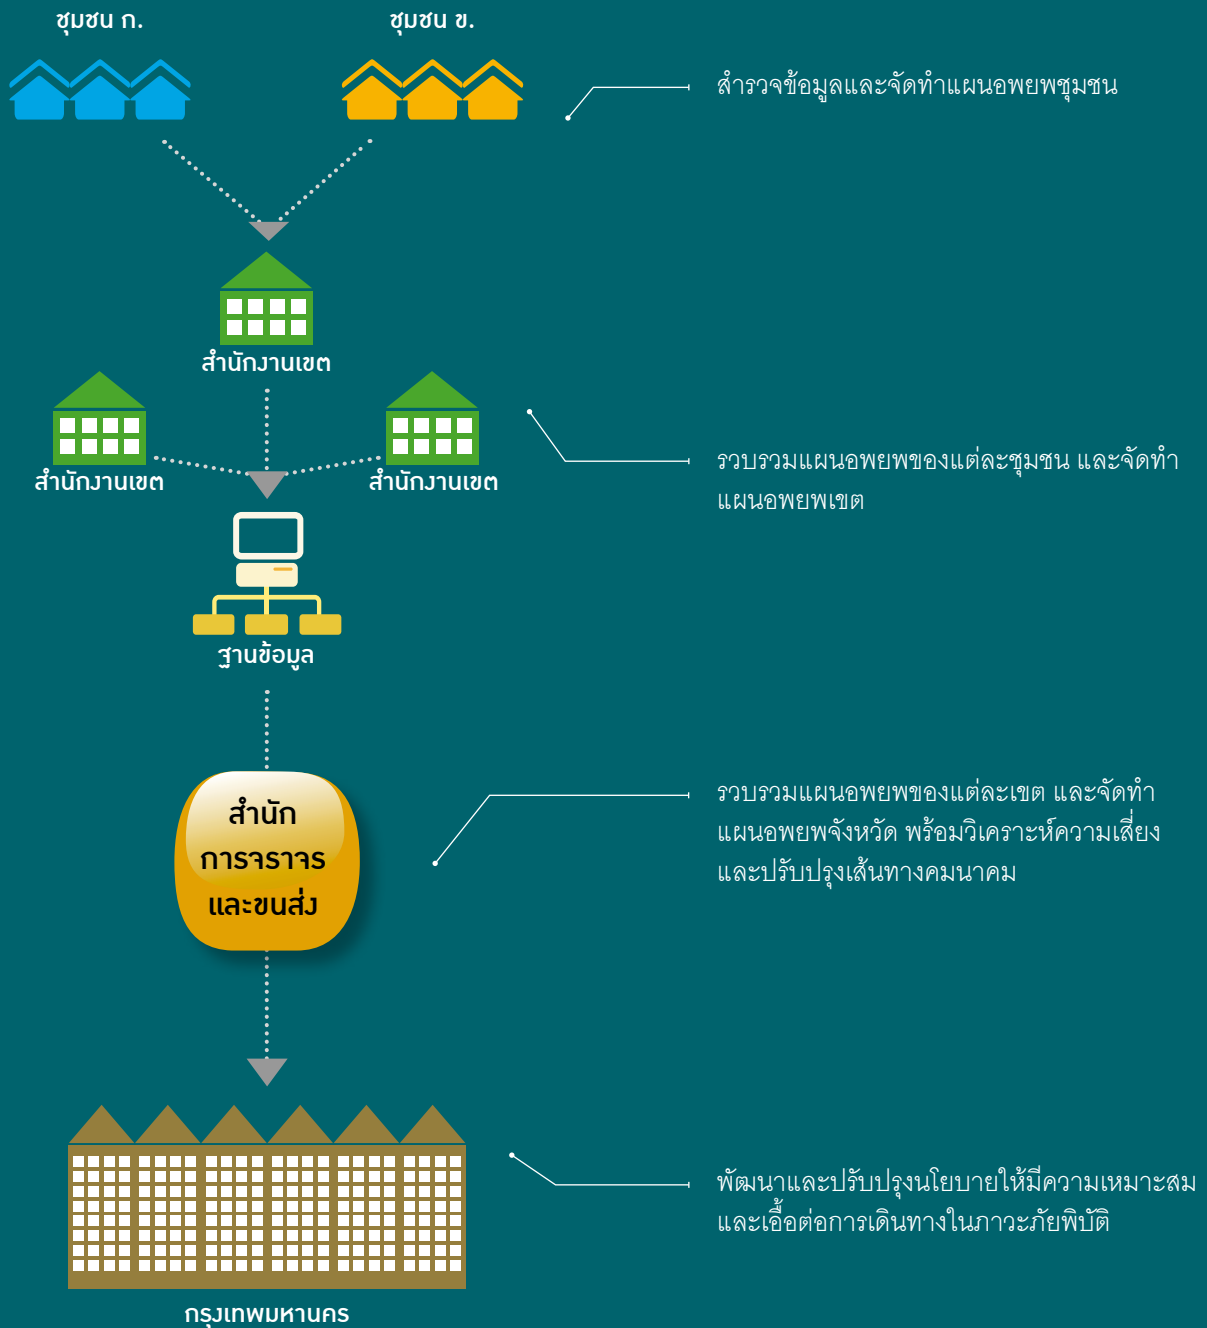 ชุมชน ก.
ชุมชน ข.
สำรวจข้อมูลและจัดทำแผนอพยพชุมชน
สำนักงานเขต
สำนักงานเขต
สำนักงานเขต
รวบรวมแผนอพยพของแต่ละชุมชน และจัดทำ
แผนอพยพเขต
ฐานข้อมูล
สำนัก
การจราจร
และขนส่ง
รวบรวมแผนอพยพของแต่ละเขต และจัดทำ
แผนอพยพจังหวัด พร้อมวิเคราะห์ความเสี่ยง
และปรับปรุงเส้นทางคมนาคม
พัฒนาและปรับปรุงนโยบายให้มีความเหมาะสม
และเอื้อต่อการเดินทางในภาวะภัยพิบัติ
กรุงเทพมหานคร